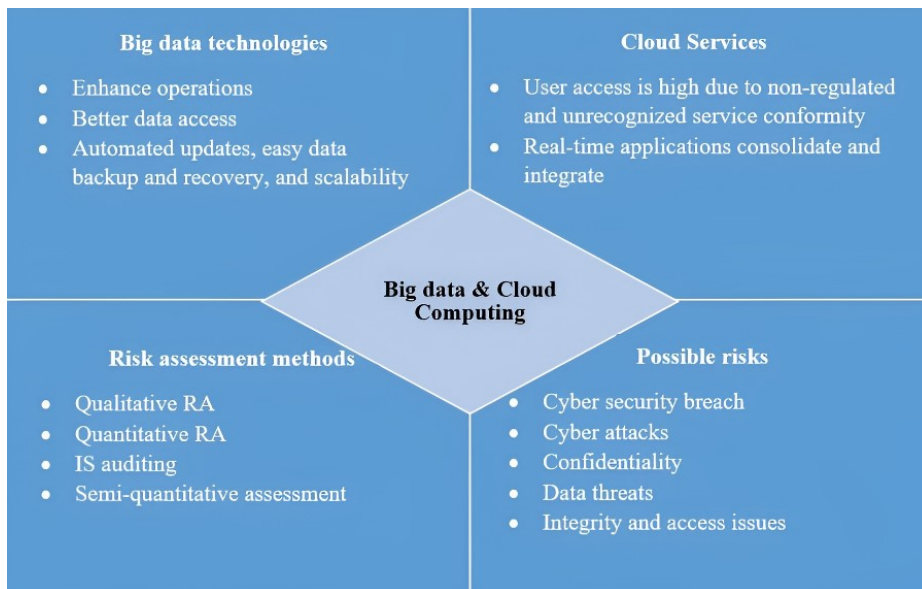 Big data technologies
• Enhance operations
• Better data access
• Automated updates, easy data
backup and recovery, and scalability
Cloud Services
• User access is high due to non-regulated
and unrecognized service conformity
• Real-time applications consolidate and
integrate
Big data & Cloud
Computing
Risk assessment methods
• Qualitative RA
• Quantitative RA
• IS auditing
• Semi-quantitative assessment
Possible risks
• Cyber security breach
• Cyber attacks
• Confidentiality
• Data threats
• Integrity and access issues